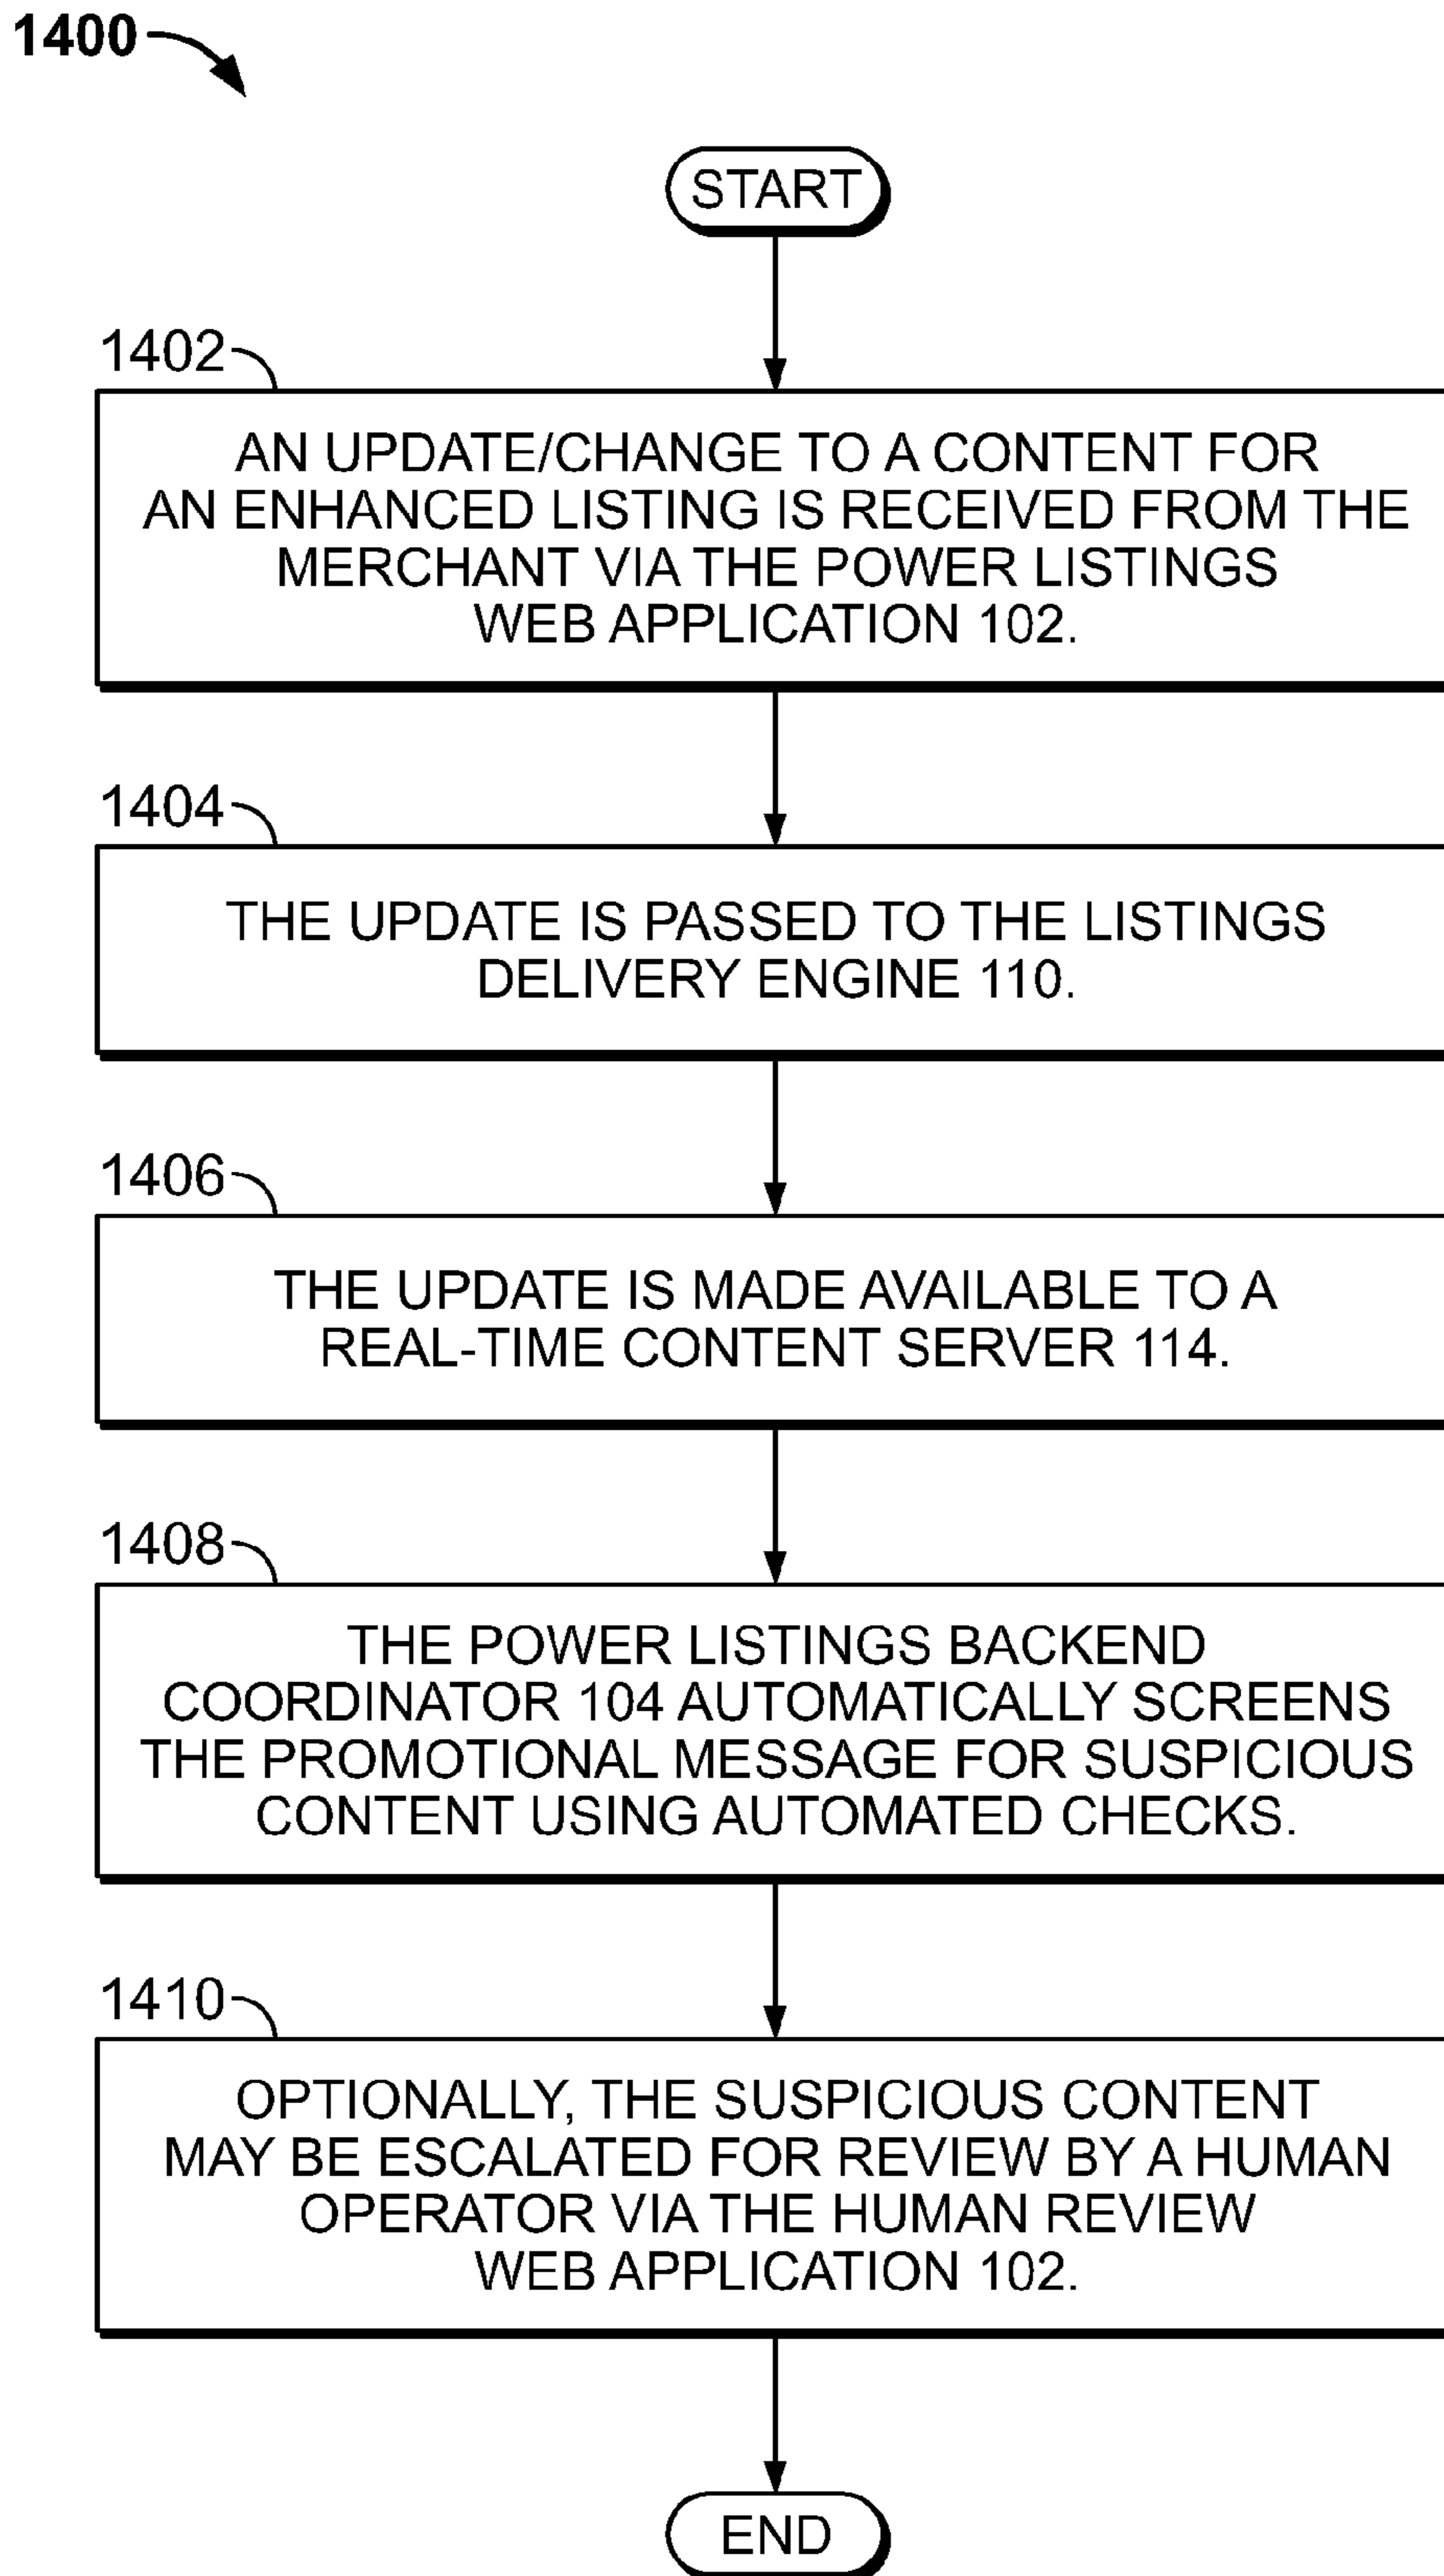 1400
START
1402
AN UPDATE/CHANGE TO A CONTENT FOR
AN ENHANCED LISTING IS RECEIVED FROM THE
MERCHANT VIA THE POWER LISTINGS
WEB APPLICATION 102.
1404
THE UPDATE IS PASSED TO THE LISTINGS
DELIVERY ENGINE 110.
1406
THE UPDATE IS MADE AVAILABLE TO A
REAL-TIME CONTENT SERVER 114.
1408
THE POWER LISTINGS BACKEND
COORDINATOR 104 AUTOMATICALLY SCREENS
THE PROMOTIONAL MESSAGE FOR SUSPICIOUS
CONTENT USING AUTOMATED CHECKS.
1410
OPTIONALLY, THE SUSPICIOUS CONTENT
MAY BE ESCALATED FOR REVIEW BY A HUMAN
OPERATOR VIA THE HUMAN REVIEW
WEB APPLICATION 102.
END